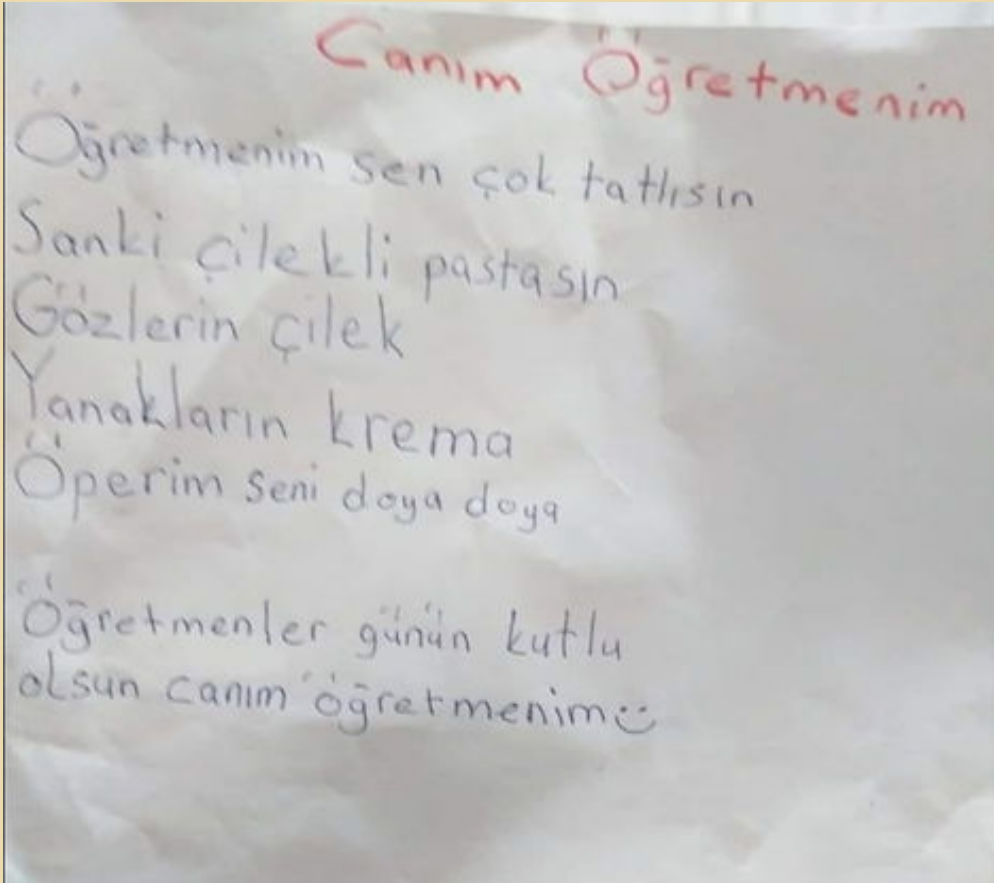 Canım Öğretmenim
Öğretmenim sen çok tatlısın
Sanki çilekli pastasın
Gözlerin çilek
Yanakların krema
Öperim seni doya doya
Öğretmenler günün kutlu
olsun canım öğretmenim